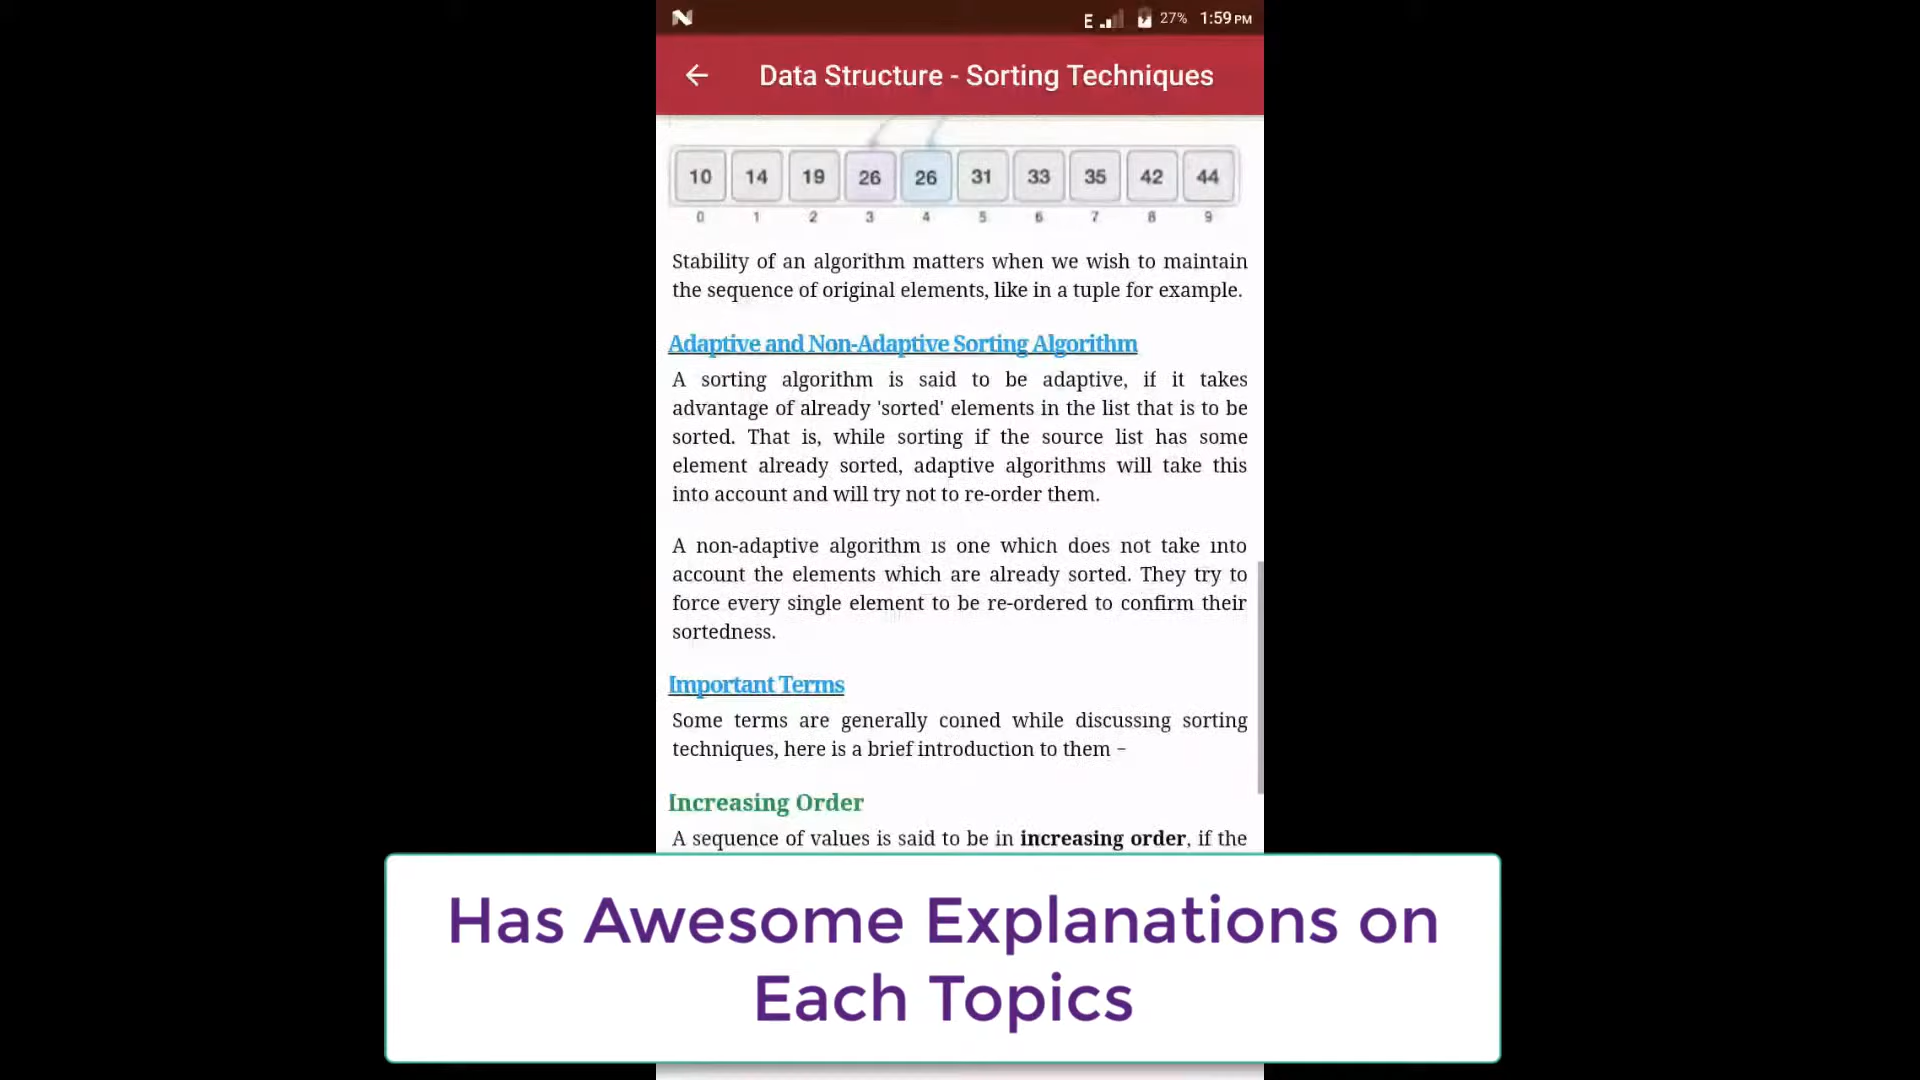 E 27% 1:59 PM
Data Structure - Sorting Techniques
10 14 19 26 26 31 33 35 42 44
0 1 2 3 4 5 6 7 8 9
Stability of an algorithm matters when we wish to maintain
the sequence of original elements, like in a tuple for example.
Adaptive and Non-Adaptive Sorting Algorithm
A sorting algorithm is said to be adaptive, if it takes
advantage of already 'sorted' elements in the list that is to be
sorted. That is, while sorting if the source list has some
element already sorted, adaptive algorithms will take this
into account and will try not to re-order them.
A non-adaptive algorithm is one which does not take into
account the elements which are already sorted. They try to
force every single element to be re-ordered to confirm their
sortedness.
Important Terms
Some terms are generally coined while discussing sorting
techniques, here is a brief introduction to them −
Increasing Order
A sequence of values is said to be in increasing order, if the
Has Awesome Explanations on
Each Topics